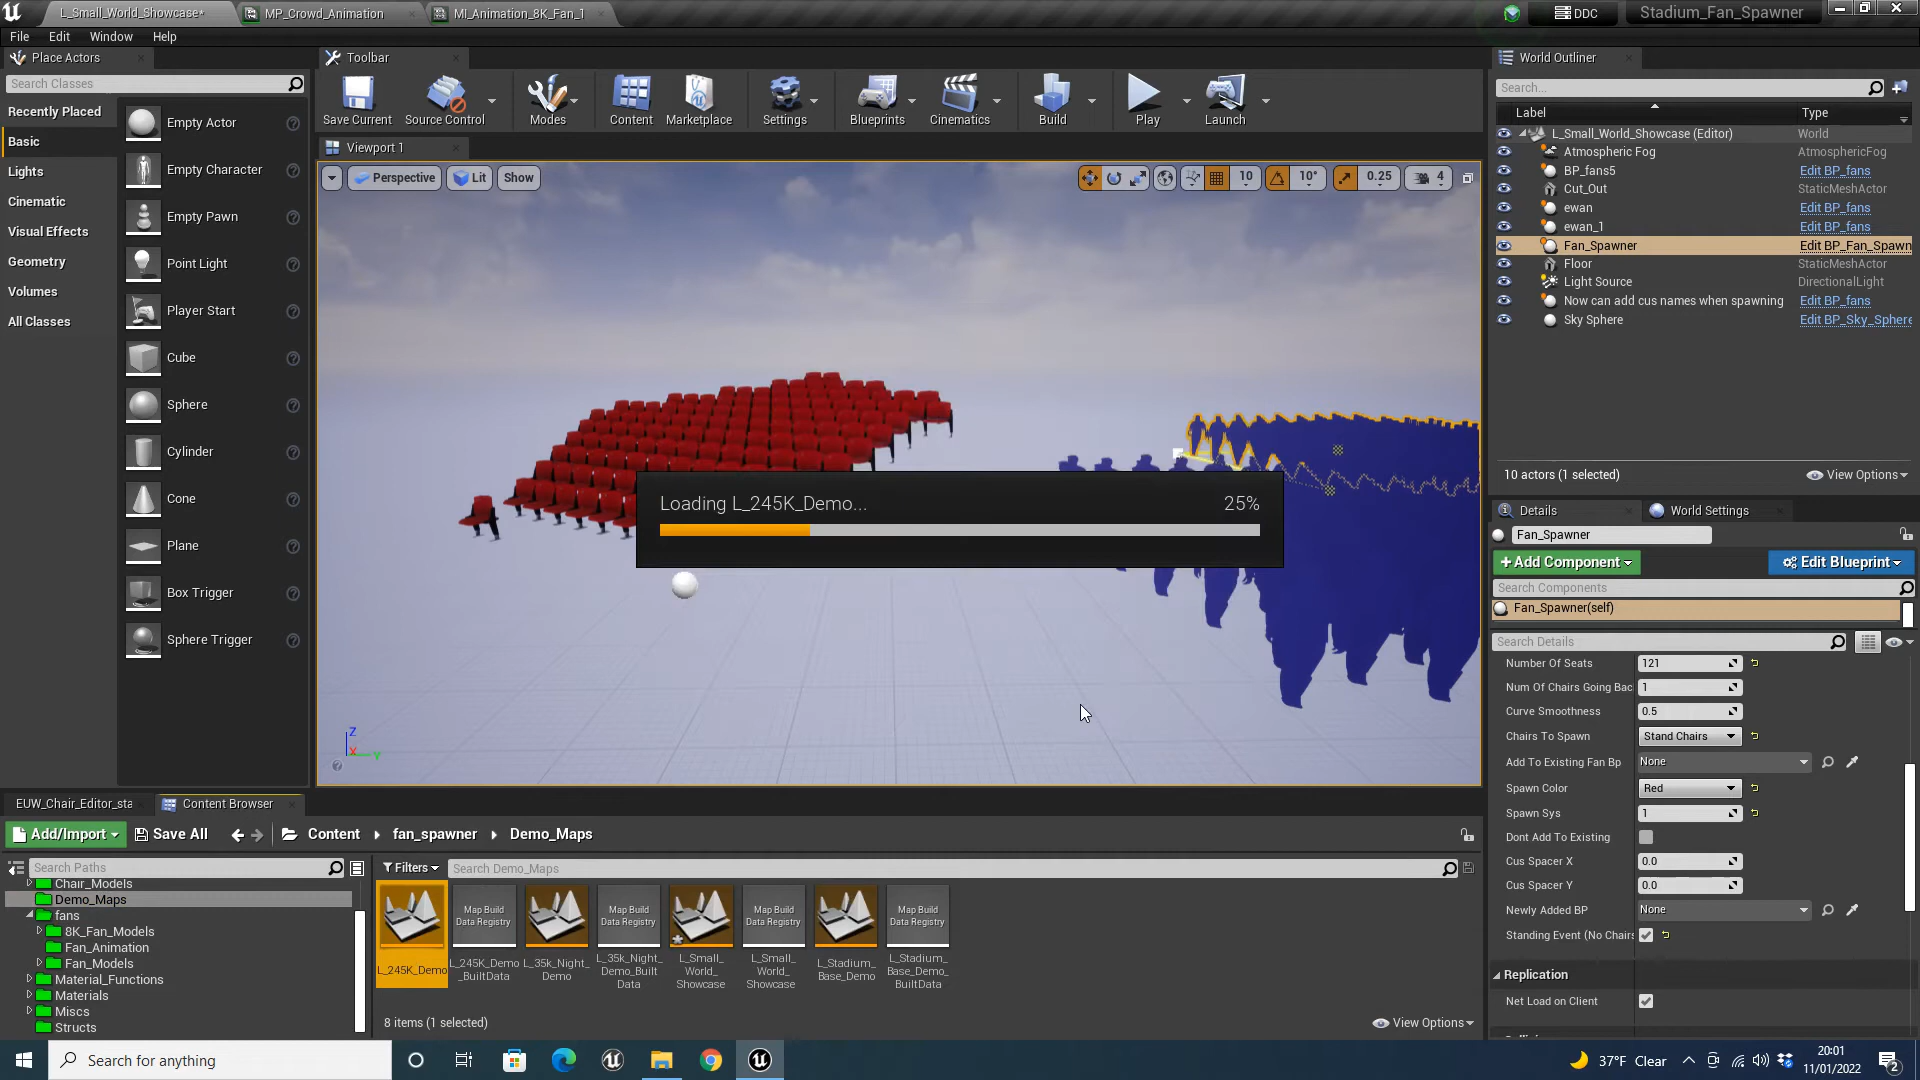 L_Small_World_Showcase*
MP_Crowd_Animation
MI_Animation_8K_Fan_1
DDC
Stadium_Fan_Spawner
File
Edit
Window
Help
Place Actors
Search Classes
Recently Placed
Basic
Lights
Cinematic
Visual Effects
Geometry
Volumes
All Classes
Empty Actor
Empty Character
Empty Pawn
Point Light
Player Start
Cube
Sphere
Cylinder
Cone
Plane
Box Trigger
Sphere Trigger
Toolbar
Save Current
Source Control
Modes
Content
Marketplace
Settings
Blueprints
Cinematics
Build
Play
Launch
Viewport 1
Perspective
Lit
Show
10
10°
0.25
4
Loading L_245K_Demo...
25%
Z
X
Y
World Outliner
Search...
Label
Type
L_Small_World_Showcase (Editor)
World
Atmospheric Fog
AtmosphericFog
BP_fans5
Edit BP_fans
Cut_Out
StaticMeshActor
ewan
Edit BP_fans
ewan_1
Edit BP_fans
Fan_Spawner
Edit BP_Fan_Spawn
Floor
StaticMeshActor
Light Source
DirectionalLight
Now can add cus names when spawning
Edit BP_fans
Sky Sphere
Edit BP_Sky_Sphere
10 actors (1 selected)
View Options
Details
World Settings
Fan_Spawner
+Add Component
Edit Blueprint
Search Components
Fan_Spawner(self)
Search Details
Number Of Seats
121
Num Of Chairs Going Bac
1
Curve Smoothness
0.5
Chairs To Spawn
Stand Chairs
Add To Existing Fan Bp
None
Spawn Color
Red
Spawn Sys
1
Dont Add To Existing
Cus Spacer X
0.0
Cus Spacer Y
0.0
Newly Added BP
None
Standing Event (No Chairs
Replication
Net Load on Client
EUW_Chair_Editor_sta
Content Browser
Add/Import
Save All
Content
fan_spawner
Demo_Maps
Search Paths
Filters
Search Demo_Maps
Chair_Models
Demo_Maps
fans
8K_Fan_Models
Fan_Animation
Fan_Models
Material_Functions
Materials
Miscs
Structs
L_245K_Demo
Map Build
Data Registry
L_245K_Demo
_BuiltData
L_35k_Night_
Demo
Map Build
Data Registry
L_35k_Night_
Demo_Built
Data
L_Small_
World_
Showcase
Map Build
Data Registry
L_Small_
World_
Showcase
L_Stadium_
Base_Demo
Map Build
Data Registry
L_Stadium_
Base_Demo_
BuiltData
8 items (1 selected)
View Options
Search for anything
37°F Clear
20:01
11/01/2022
2